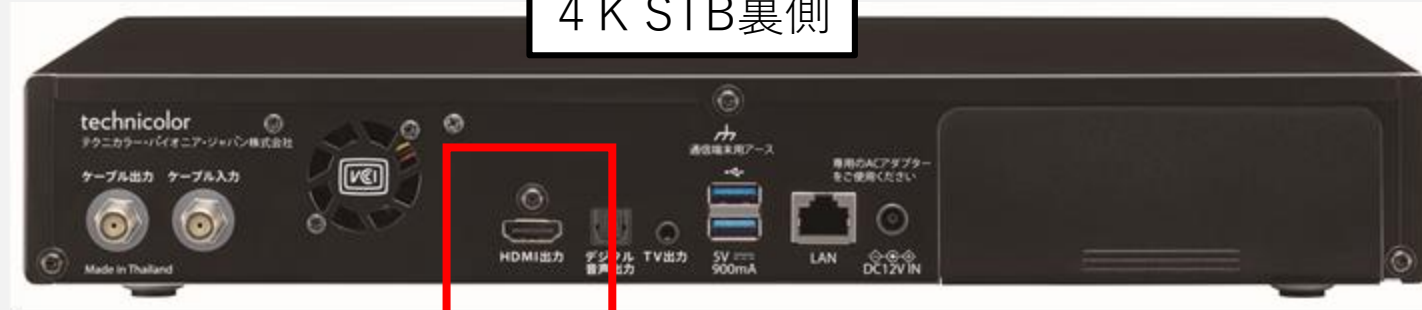 ４Ｋ STB裏側
technicolor
テクニカラー・パイオニア・ジャパン株式会社
ケーブル出力 ケーブル入力
VCI
通信端末用アース
専用のACアダプター
をご使用ください
HDMI出力
デジタル
音声出力
TV出力
5V
900mA
LAN
DC12V IN
Made in Thailand